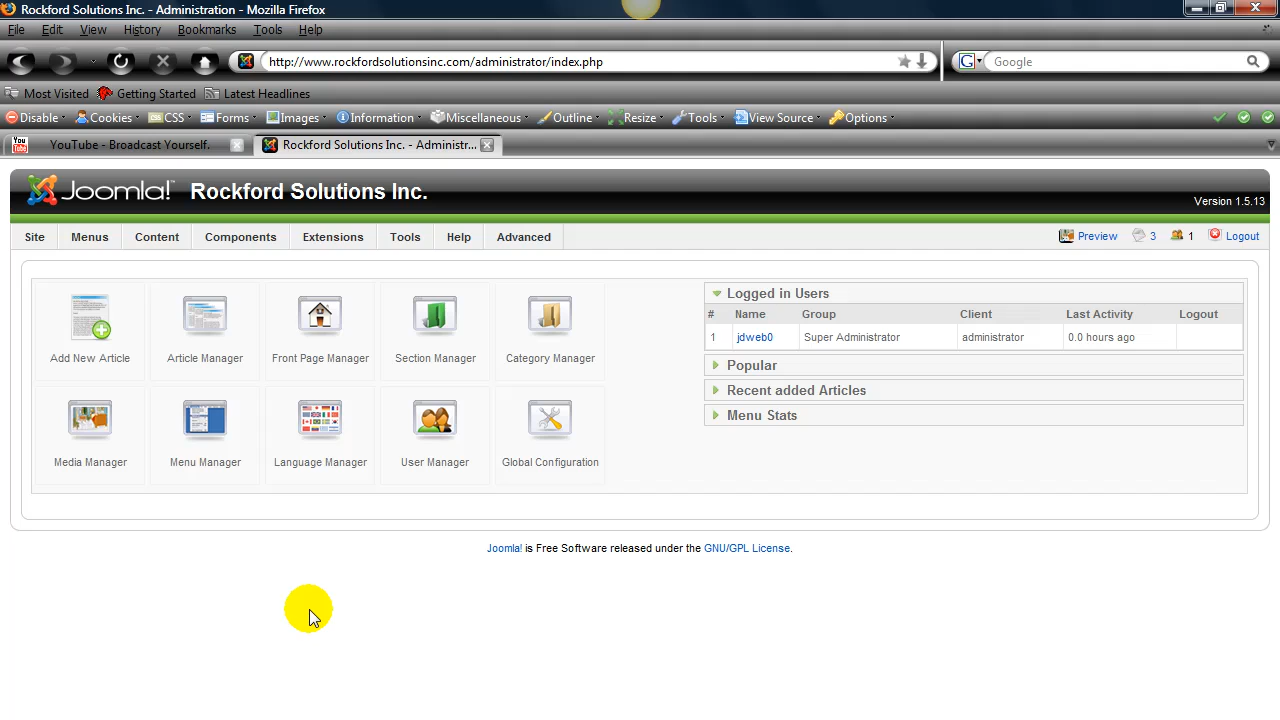 Rockford Solutions Inc. - Administration - Mozilla Firefox
File Edit View History Bookmarks Tools Help
http://www.rockfordsolutionsinc.com/administrator/index.php
G Google
Most Visited Getting Started Latest Headlines
Disable Cookies CSS Forms Images Information Miscellaneous Outline Resize Tools View Source Options
You Tube YouTube - Broadcast Yourself. Rockford Solutions Inc. - Administr...
Joomla!™ Rockford Solutions Inc.
Version 1.5.13
Site Menus Content Components Extensions Tools Help Advanced Preview 3 1 Logout
Add New Article Article Manager Front Page Manager Section Manager Category Manager
Media Manager Menu Manager Language Manager User Manager Global Configuration
Logged in Users
# Name Group Client Last Activity Logout
1 jdweb0 Super Administrator administrator 0.0 hours ago
Popular
Recent added Articles
Menu Stats
Joomla! is Free Software released under the GNU/GPL License.